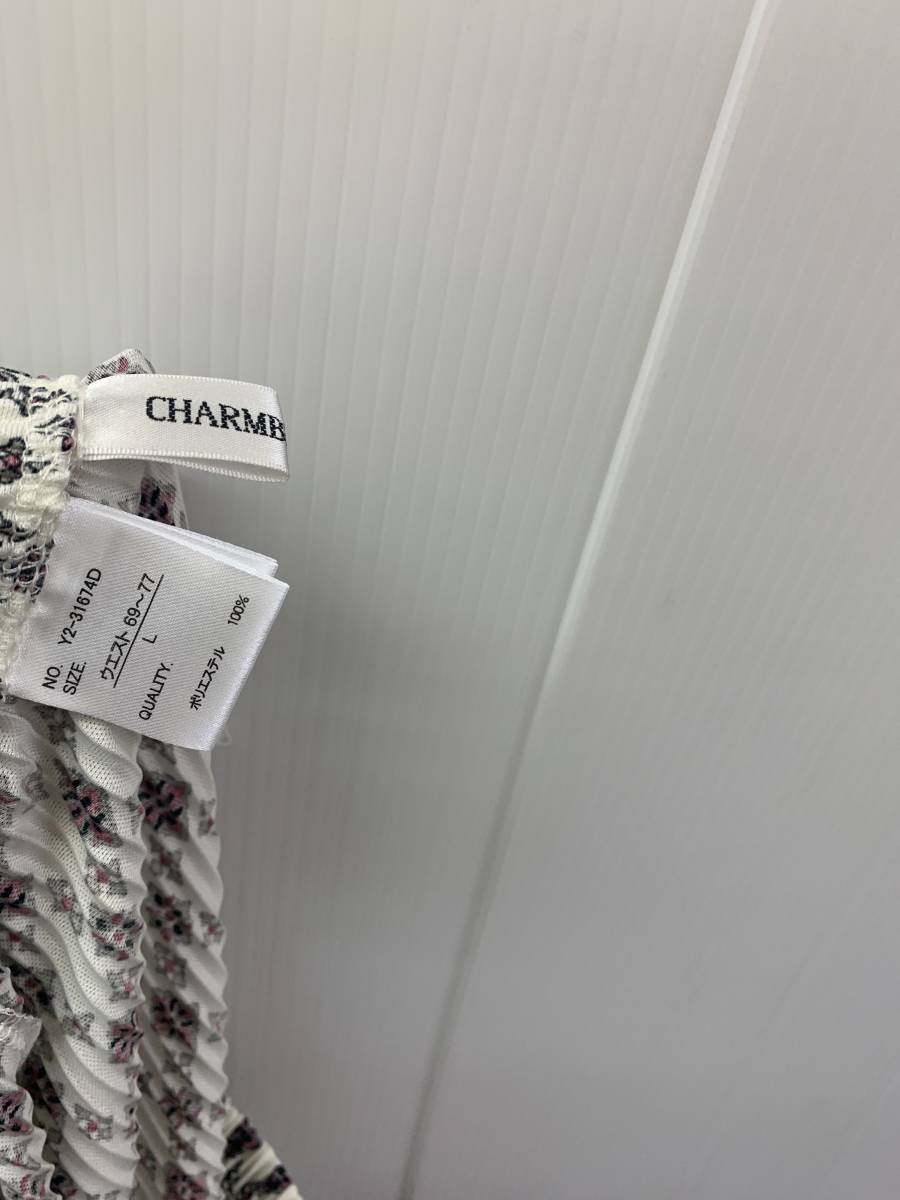 CHARMB
NO. Y2-31674D
SIZE.
ウエスト 69～77
L
QUALITY.
ポリエステル 100%